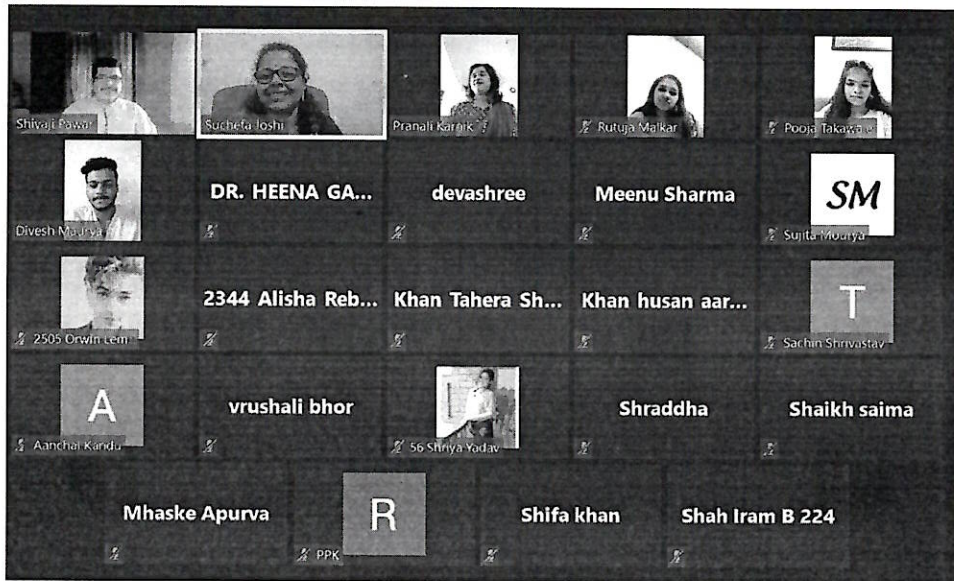 Shivaji Pawar
Sucheta Joshi
Pranali Karnik
Rutuja Malkar
Pooja Takawa
Divesh Maurya
DR. HEENA GA...
devashree
Meenu Sharma
SM
Sujita Mourya
2505 Orwin Lem
2344 Alisha Reb...
Khan Tahera Sh...
Khan husan aar...
T
Sachin Shrivastav
A
Aanchal Kandu
vrushali bhor
56 Shriya Yadav
Shraddha
Shaikh saima
Mhaske Apurva
R
PPK
Shifa khan
Shah Iram B 224